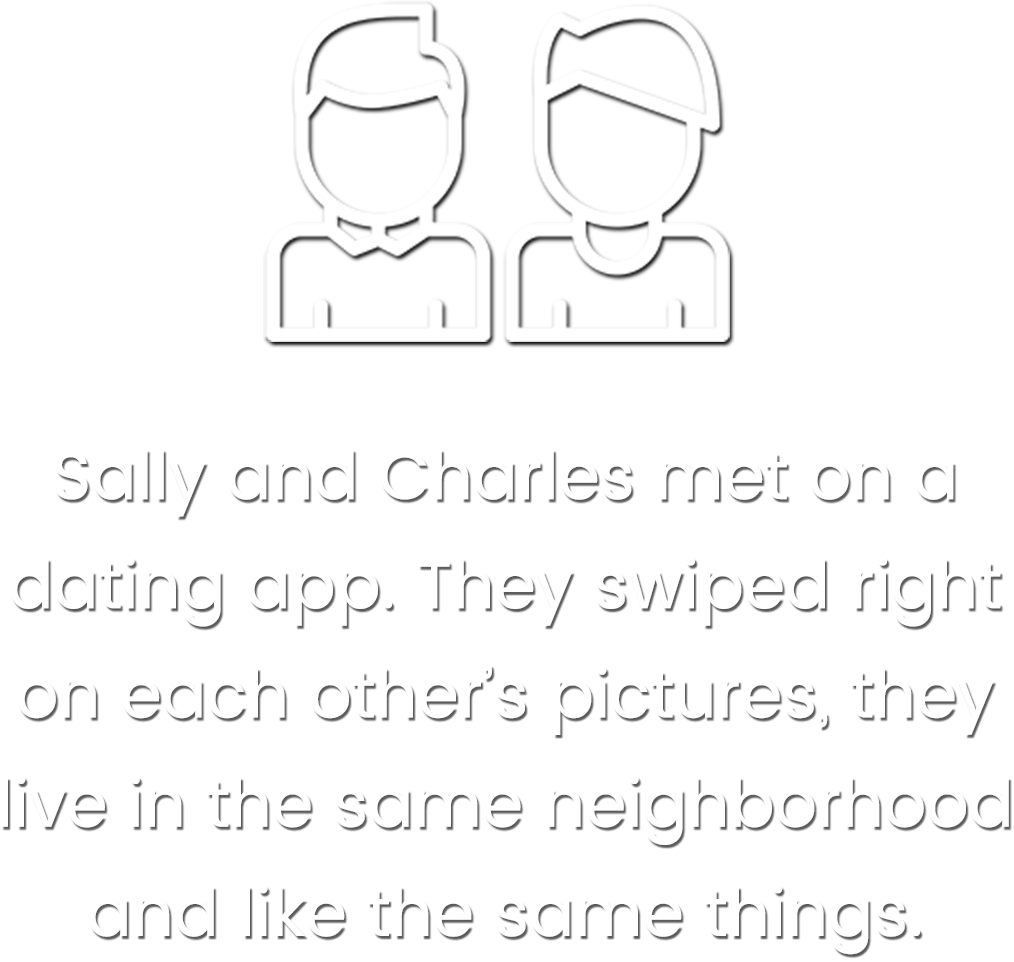 Sally and Charles met on a
dating app. They swiped right
on each other’s pictures, they
live in the same neighborhood
and like the same things.